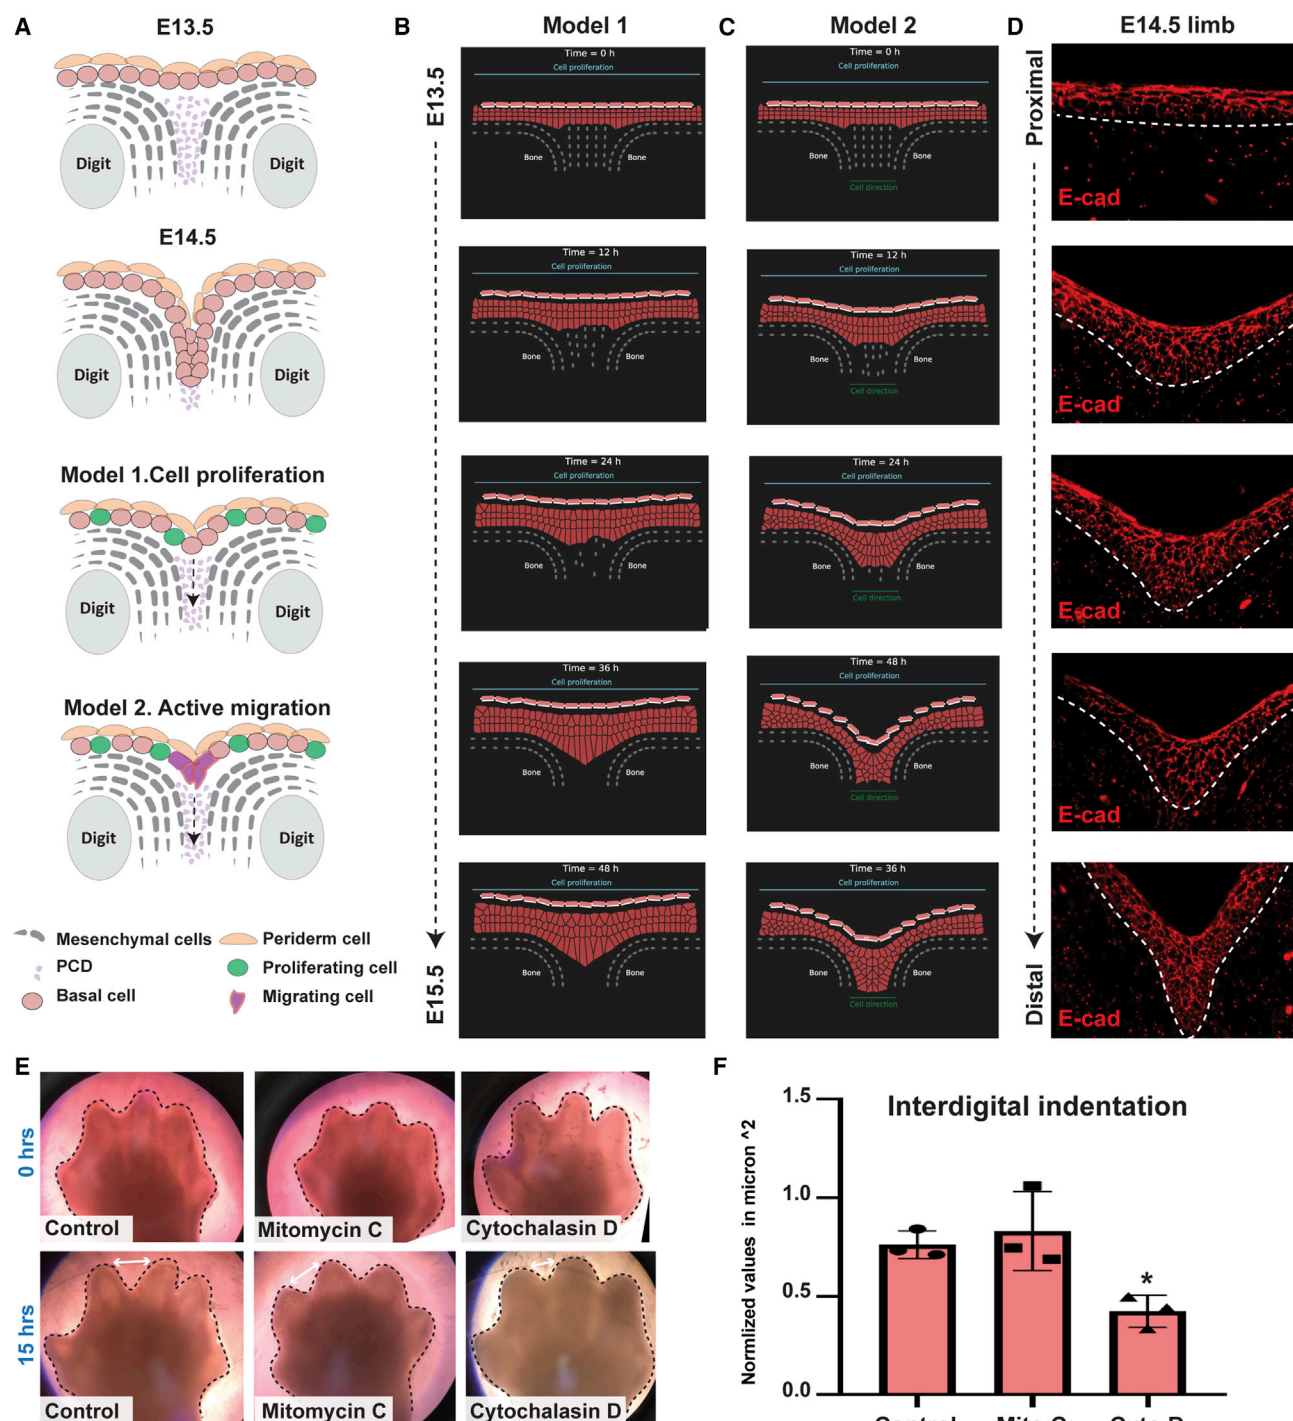 A
E13.5
Digit
Digit
E14.5
Digit
Digit
Model 1.Cell proliferation
Digit
Digit
Model 2. Active migration
Digit
Digit
Mesenchymal cells
Periderm cell
PCD
Proliferating cell
Basal cell
Migrating cell
B
Model 1
E13.5
E15.5
Time = 0 h
Cell proliferation
Bone
Bone
Time = 12 h
Cell proliferation
Bone
Bone
Time = 24 h
Cell proliferation
Bone
Bone
Time = 36 h
Cell proliferation
Bone
Bone
Time = 48 h
Cell proliferation
Bone
Bone
C
Model 2
Time = 0 h
Cell proliferation
Bone
Bone
Cell direction
Time = 12 h
Cell proliferation
Bone
Bone
Cell direction
Time = 24 h
Cell proliferation
Bone
Bone
Cell direction
Time = 48 h
Cell proliferation
Bone
Bone
Cell direction
Time = 36 h
Cell proliferation
Bone
Bone
Cell direction
D
E14.5 limb
Proximal
Distal
E-cad
E-cad
E-cad
E-cad
E-cad
E
0 hrs
Control
Mitomycin C
Cytochalasin D
15 hrs
Control
Mitomycin C
Cytochalasin D
F
Interdigital indentation
Normlized values in micron ^2
1.5
1.0
0.5
0.0
*
Control
Mito C
Cyto D